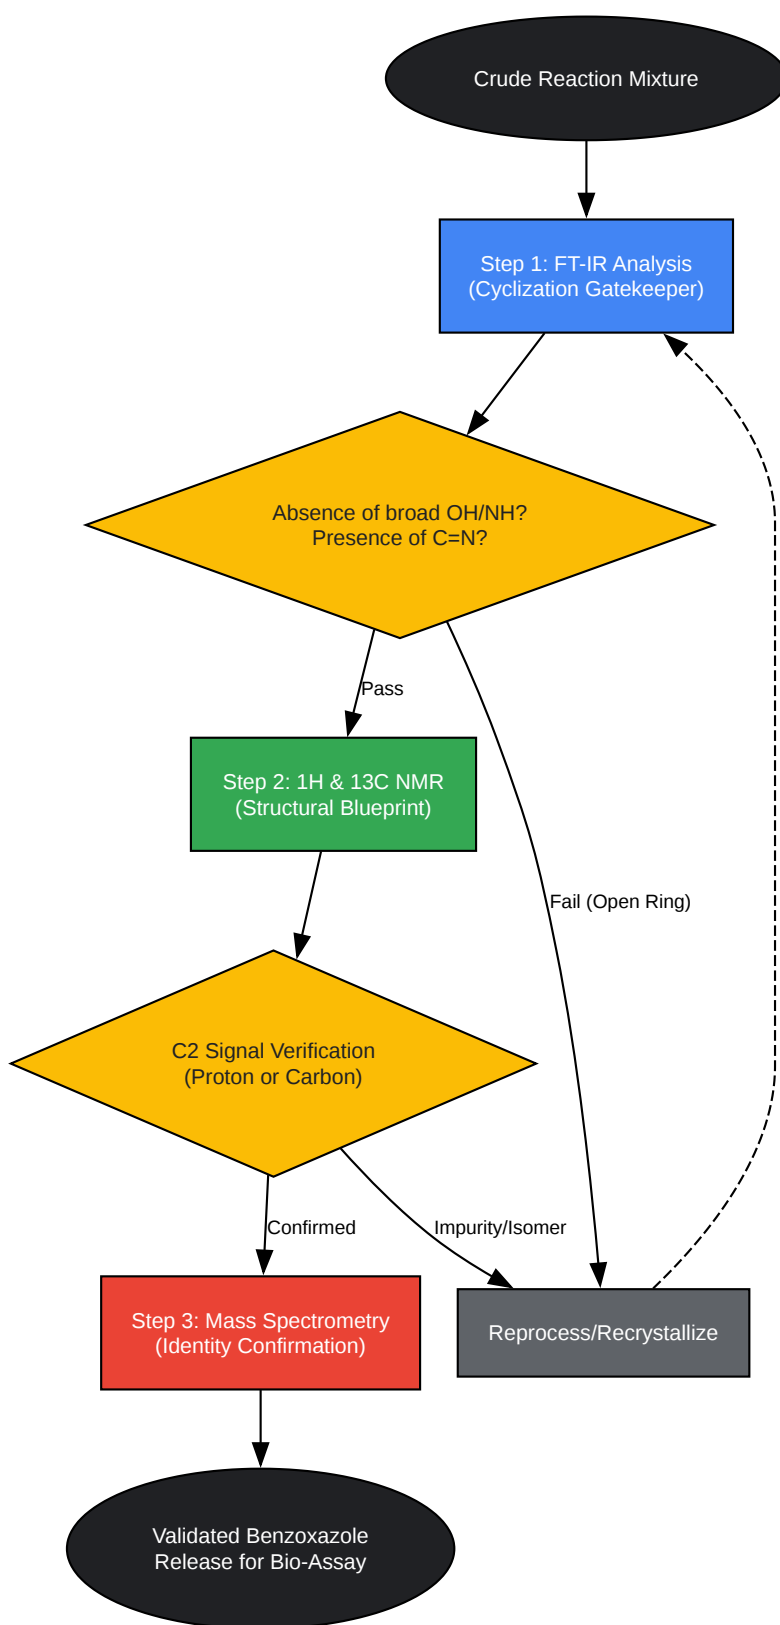 Crude Reaction Mixture
Step 1: FT-IR Analysis
(Cyclization Gatekeeper)
Absence of broad OH/NH?
Presence of C=N?
Pass
Step 2: 1H & 13C NMR
(Structural Blueprint)
Fail (Open Ring)
C2 Signal Verification
(Proton or Carbon)
Confirmed
Impurity/Isomer
Step 3: Mass Spectrometry
(Identity Confirmation)
Reprocess/Recrystallize
Validated Benzoxazole
Release for Bio-Assay